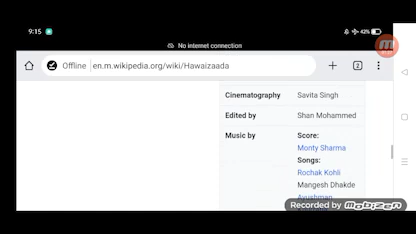 9:15
42%
No internet connection
Offline en.m.wikipedia.org/wiki/Hawaizaada
2
Cinematography Savita Singh
Edited by Shan Mohammed
Music by Score:
Monty Sharma
Songs:
Rochak Kohli
Mangesh Dhakde
Ayushman
Recorded by Mobizen